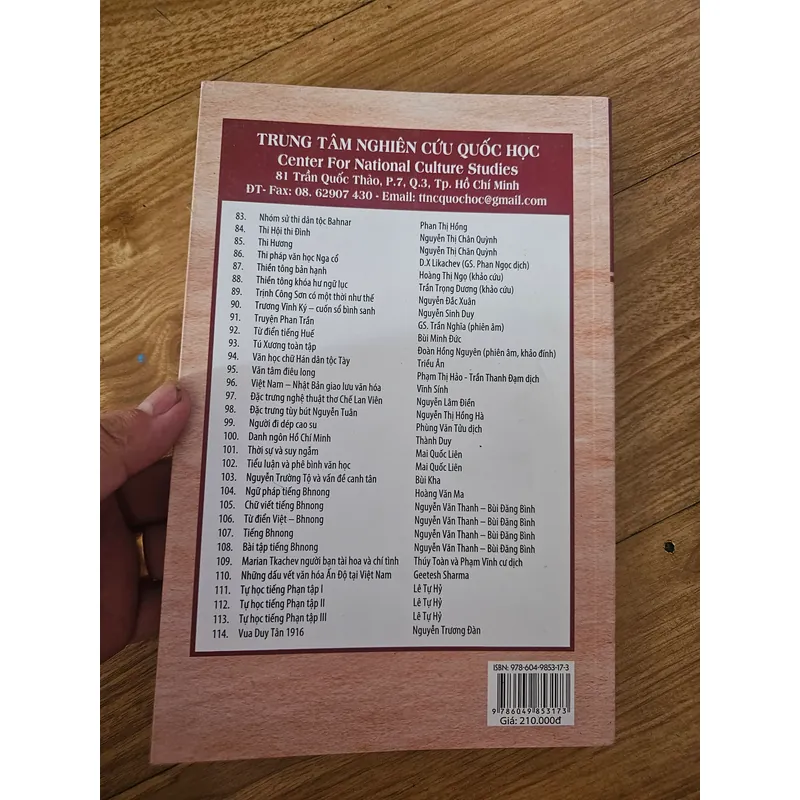 TRUNG TÂM NGHIÊN CỨU QUỐC HỌC
Center For National Culture Studies
81 Trần Quốc Thảo, P.7, Q.3, Tp. Hồ Chí Minh
ĐT- Fax: 08. 62907 430 - Email: ttncquochoc@gmail.com
83. Nhóm sử thi dân tộc Bahnar Phan Thị Hồng
84. Thi Hội thi Đình Nguyễn Thị Chân Quỳnh
85. Thi Hương Nguyễn Thị Chân Quỳnh
86. Thi pháp văn học Nga cổ D.X Likachev (GS. Phan Ngọc dịch)
87. Thiền tông bản hạnh Hoàng Thị Ngọ (khảo cứu)
88. Thiền tông khóa hư ngữ lục Trần Trọng Dương (khảo cứu)
89. Trịnh Công Sơn có một thời như thế Nguyễn Đắc Xuân
90. Trương Vĩnh Ký – cuốn sổ bình sanh Nguyễn Sinh Duy
91. Truyện Phan Trần GS. Trần Nghĩa (phiên âm)
92. Từ điển tiếng Huế Bùi Minh Đức
93. Tú Xương toàn tập Đoàn Hồng Nguyên (phiên âm, khảo đính)
94. Văn học chữ Hán dân tộc Tày Triều Ân
95. Văn tâm điêu long Phạm Thị Hảo - Trần Thanh Đạm dịch
96. Việt Nam – Nhật Bản giao lưu văn hóa Vĩnh Sính
97. Đặc trưng nghệ thuật thơ Chế Lan Viên Nguyễn Lâm Điền
98. Đặc trưng tùy bút Nguyễn Tuân Nguyễn Thị Hồng Hà
99. Người đi dép cao su Phùng Văn Tửu dịch
100. Danh ngôn Hồ Chí Minh Thành Duy
101. Thời sự và suy ngẫm Mai Quốc Liên
102. Tiểu luận và phê bình văn học Mai Quốc Liên
103. Nguyễn Trường Tộ và vấn đề canh tân Bùi Kha
104. Ngữ pháp tiếng Bhnong Hoàng Văn Ma
105. Chữ viết tiếng Bhnong Nguyễn Văn Thanh – Bùi Đăng Bình
106. Từ điển Việt – Bhnong Nguyễn Văn Thanh – Bùi Đăng Bình
107. Tiếng Bhnong Nguyễn Văn Thanh – Bùi Đăng Bình
108. Bài tập tiếng Bhnong Nguyễn Văn Thanh – Bùi Đăng Bình
109. Marian Tkachev người bạn tài hoa và chí tình Thúy Toàn và Phạm Vĩnh cư dịch
110. Những dấu vết văn hóa Ấn Độ tại Việt Nam Geetesh Sharma
111. Tự học tiếng Phạn tập I Lê Tự Hỷ
112. Tự học tiếng Phạn tập II Lê Tự Hỷ
113. Tự học tiếng Phạn tập III Lê Tự Hỷ
114. Vua Duy Tân 1916 Nguyễn Trương Đàn
ISBN: 978-604-9853-17-3
9 786049 853173
Giá: 210.000đ